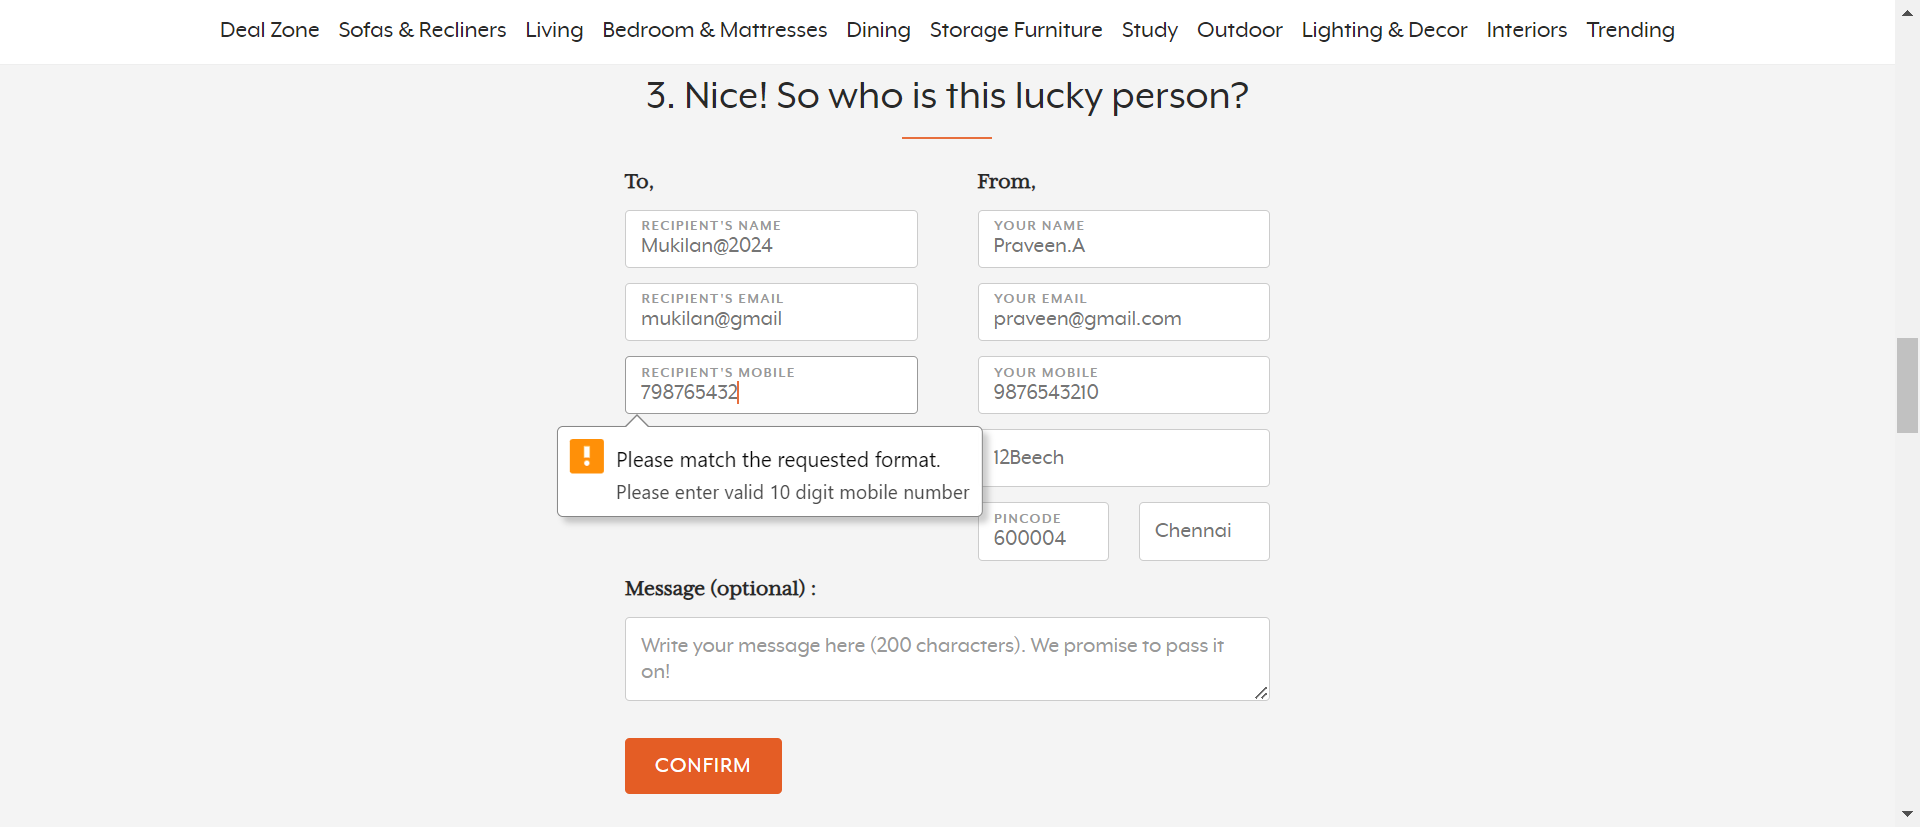 Deal Zone Sofas & Recliners Living Bedroom & Mattresses Dining Storage Furniture Study Outdoor Lighting & Decor Interiors Trending
3. Nice! So who is this lucky person?
To,
RECIPIENT'S NAME
Mukilan@2024
RECIPIENT'S EMAIL
mukilan@gmail
RECIPIENT'S MOBILE
798765432
Please match the requested format.
Please enter valid 10 digit mobile number
From,
YOUR NAME
Praveen.A
YOUR EMAIL
praveen@gmail.com
YOUR MOBILE
9876543210
12Beech
PINCODE
600004
Chennai
Message (optional) :
Write your message here (200 characters). We promise to pass it
on!
CONFIRM